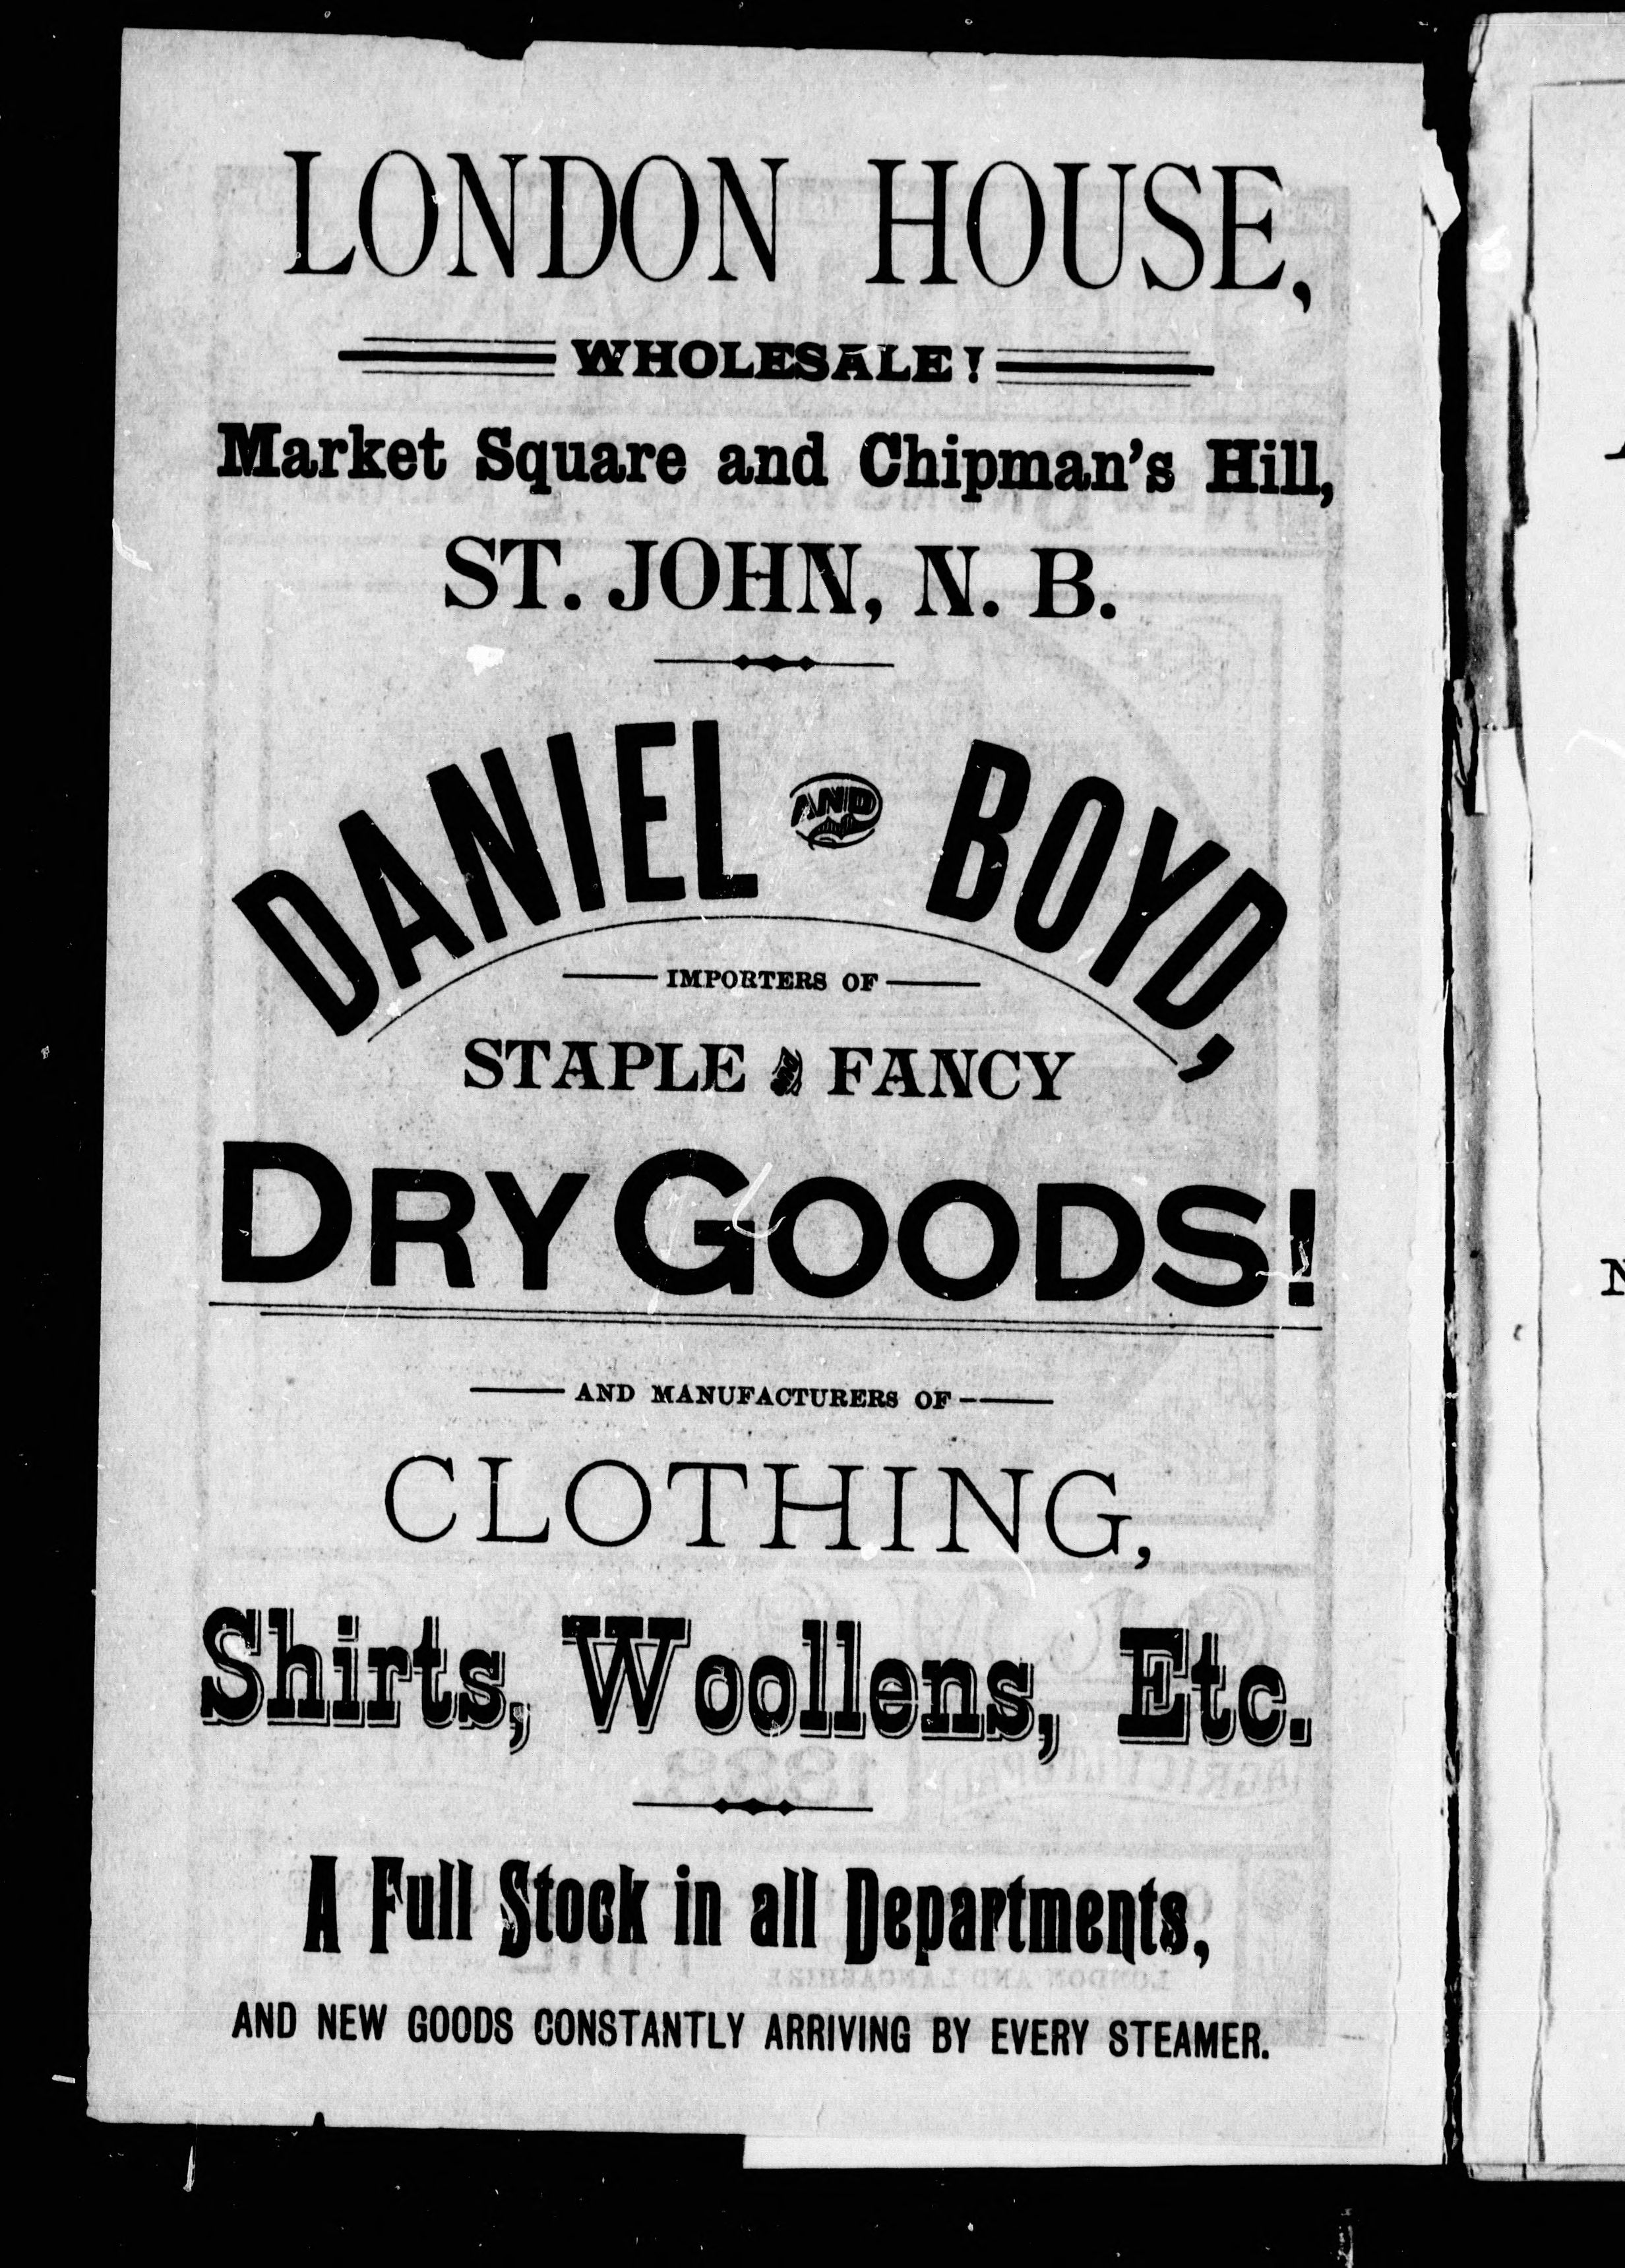 LONDON HOUSE,
WHOLESALE!
Market Square and Chipman's Hill,
ST. JOHN, N. B.
DANIEL AND BOYD,
IMPORTERS OF
STAPLE AND FANCY
DRY GOODS!
AND MANUFACTURERS OF
CLOTHING,
Shirts, Woollens, Etc.
A Full Stock in all Departments,
AND NEW GOODS CONSTANTLY ARRIVING BY EVERY STEAMER.